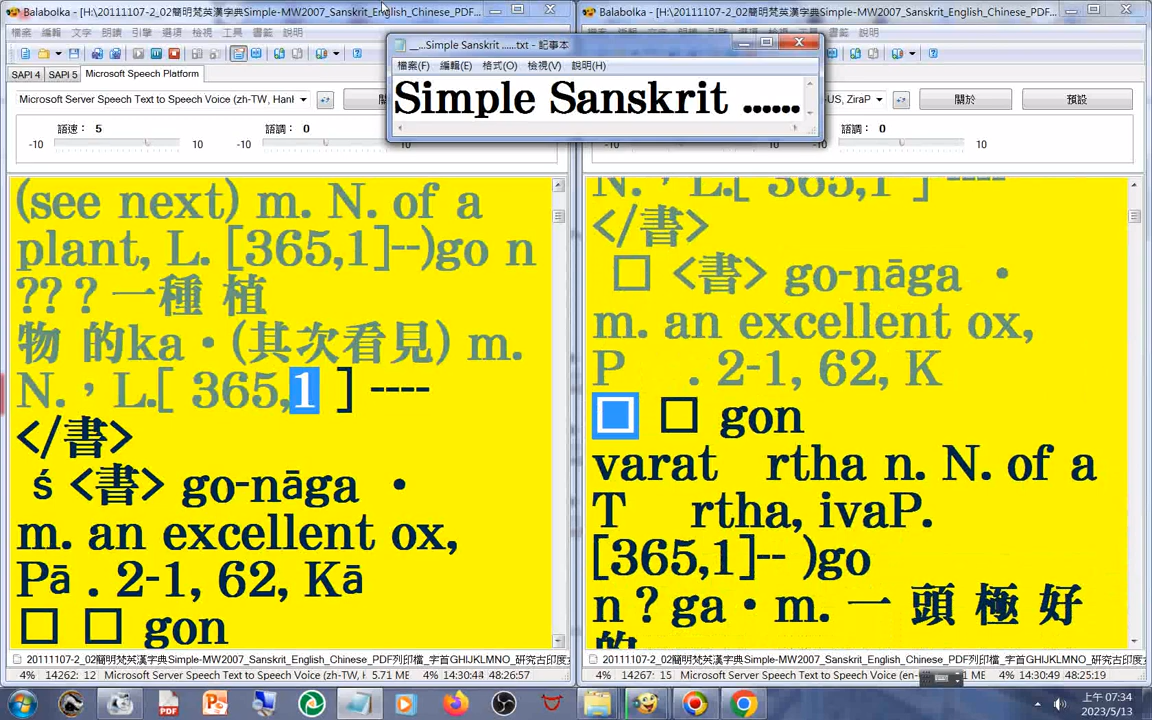 Balabolka - [H:\20111107-2_02簡明梵英漢字典Simple-MW2007_Sanskrit_English_Chinese_PDF...
檔案 編輯 文字 朗讀 引擎 選項 檢視 工具 書籤 說明
SAPI 4 SAPI 5 Microsoft Speech Platform
Microsoft Server Speech Text to Speech Voice (zh-TW, Hanl
語速: 5 語調: 0
-10 10 -10
(see next) m. N. of a
plant, L. [365,1]--)go n
?? ? 一種 植
物 的ka・(其次看見) m.
N.，L.[ 365,1 ] ----
</書>
ś <書> go-nāga ・
m. an excellent ox,
Pā . 2-1, 62, Kā
□ □ gon
20111107-2_02簡明梵英漢字典Simple-MW2007_Sanskrit_English_Chinese_PDF列印檔_字首GHIJKLMNO_研究古印度
4% 14262: 12 Microsoft Server Speech Text to Speech Voice (zh-TW, H 5.71 ME 4:30:44 48:26:57
__...Simple Sanskrit ......txt - 記事本
檔案(F) 編輯(E) 格式(O) 檢視(V) 說明(H)
Simple Sanskrit ......
Balabolka - [H:\20111107-2_02簡明梵英漢字典Simple-MW2007_Sanskrit_English_Chinese_PDF...
-US, ZiraP 關於 預設
語調: 0
10 -10 10
N.，L.[ 365,1 ] ----
</書>
□ <書> go-nāga ・
m. an excellent ox,
P . 2-1, 62, K
□ □ gon
varat rtha n. N. of a
T rtha, ivaP.
[365,1]-- )go
n ? ga・m. 一 頭 極 好
的
20111107-2_02簡明梵英漢字典Simple-MW2007_Sanskrit_English_Chinese_PDF列印檔_字首GHIJKLMNO_研究古印度
4% 14267: 15 Microsoft Server Speech Text to Speech Voice (en-U 4:30:49 48:25:19
上午 07:34
2023/5/13